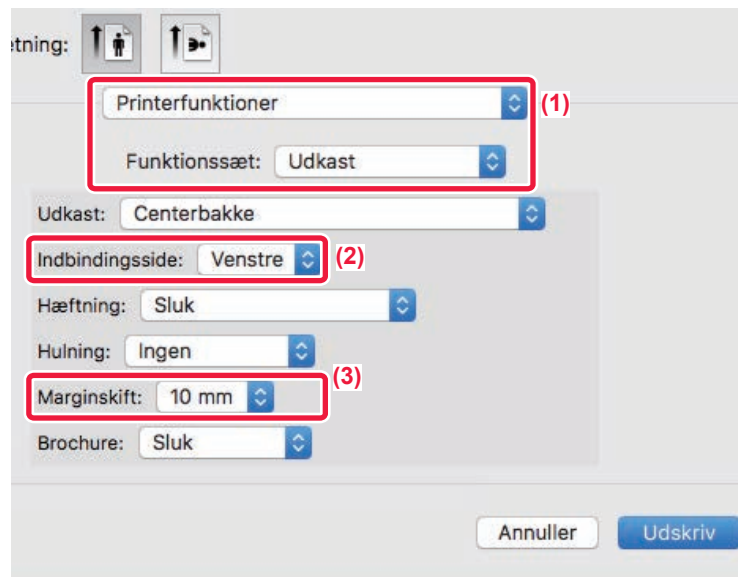 etning:
Printerfunktioner (1)
Funktionssæt: Udkast
Udkast: Centerbakke
Indbindingsside: Venstre (2)
Hæftning: Sluk
Hulning: Ingen
(3)
Marginskift: 10 mm
Brochure: Sluk
Annuller Udskriv